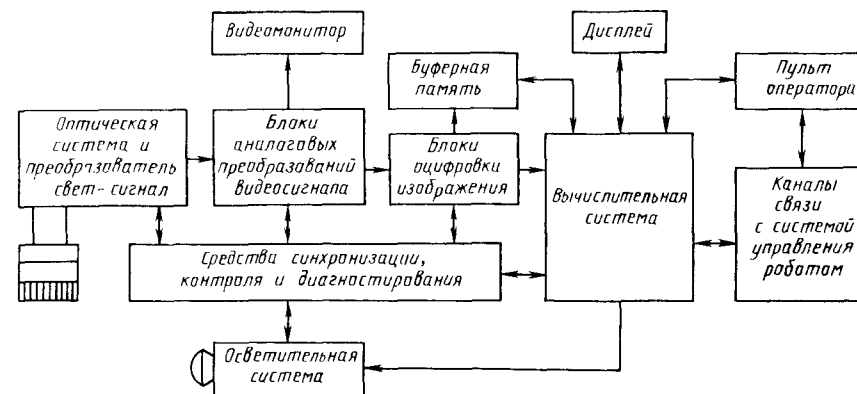 Видеомонитор
Дисплей
Буферная
память
Пульт
оператора
Оптическая
система и
преобразователь
свет-сигнал
Блоки
аналоговых
преобразований
видеосигнала
Блоки
оцифровки
изображения
Вычислительная
система
Каналы
связи
с системой
управления
роботом
Средства синхронизации,
контроля и диагностирования
Осветительная
система